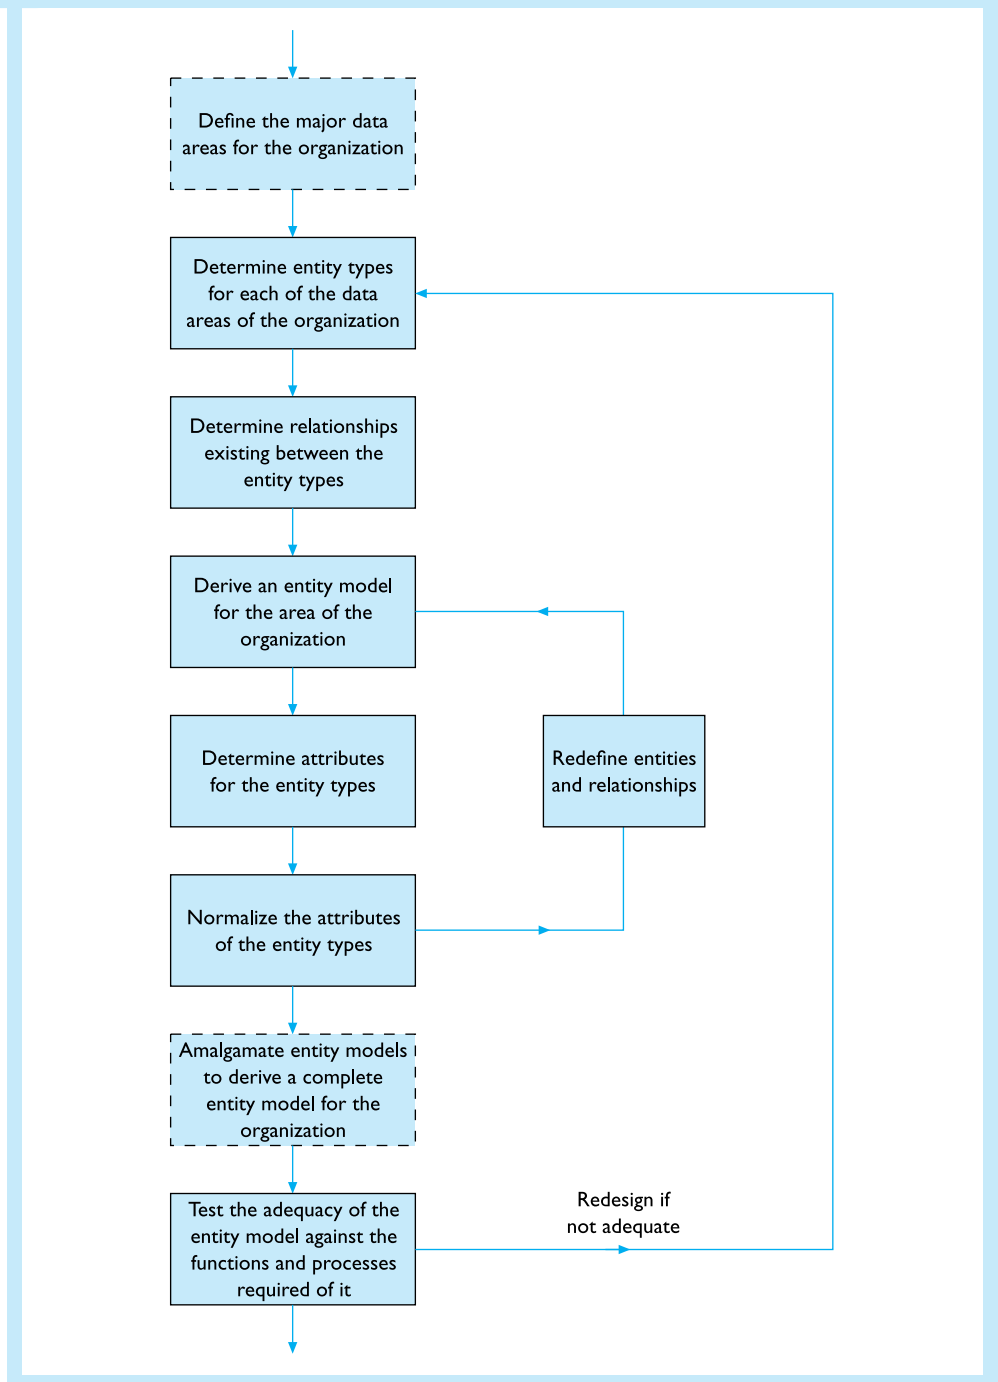 Define the major data
areas for the organization
Determine entity types
for each of the data
areas of the organization
Determine relationships
existing between the
entity types
Derive an entity model
for the area of the
organization
Determine attributes
for the entity types
Redefine entities
and relationships
Normalize the attributes
of the entity types
Amalgamate entity models
to derive a complete
entity model for the
organization
Test the adequacy of the
entity model against the
functions and processes
required of it
Redesign if
not adequate